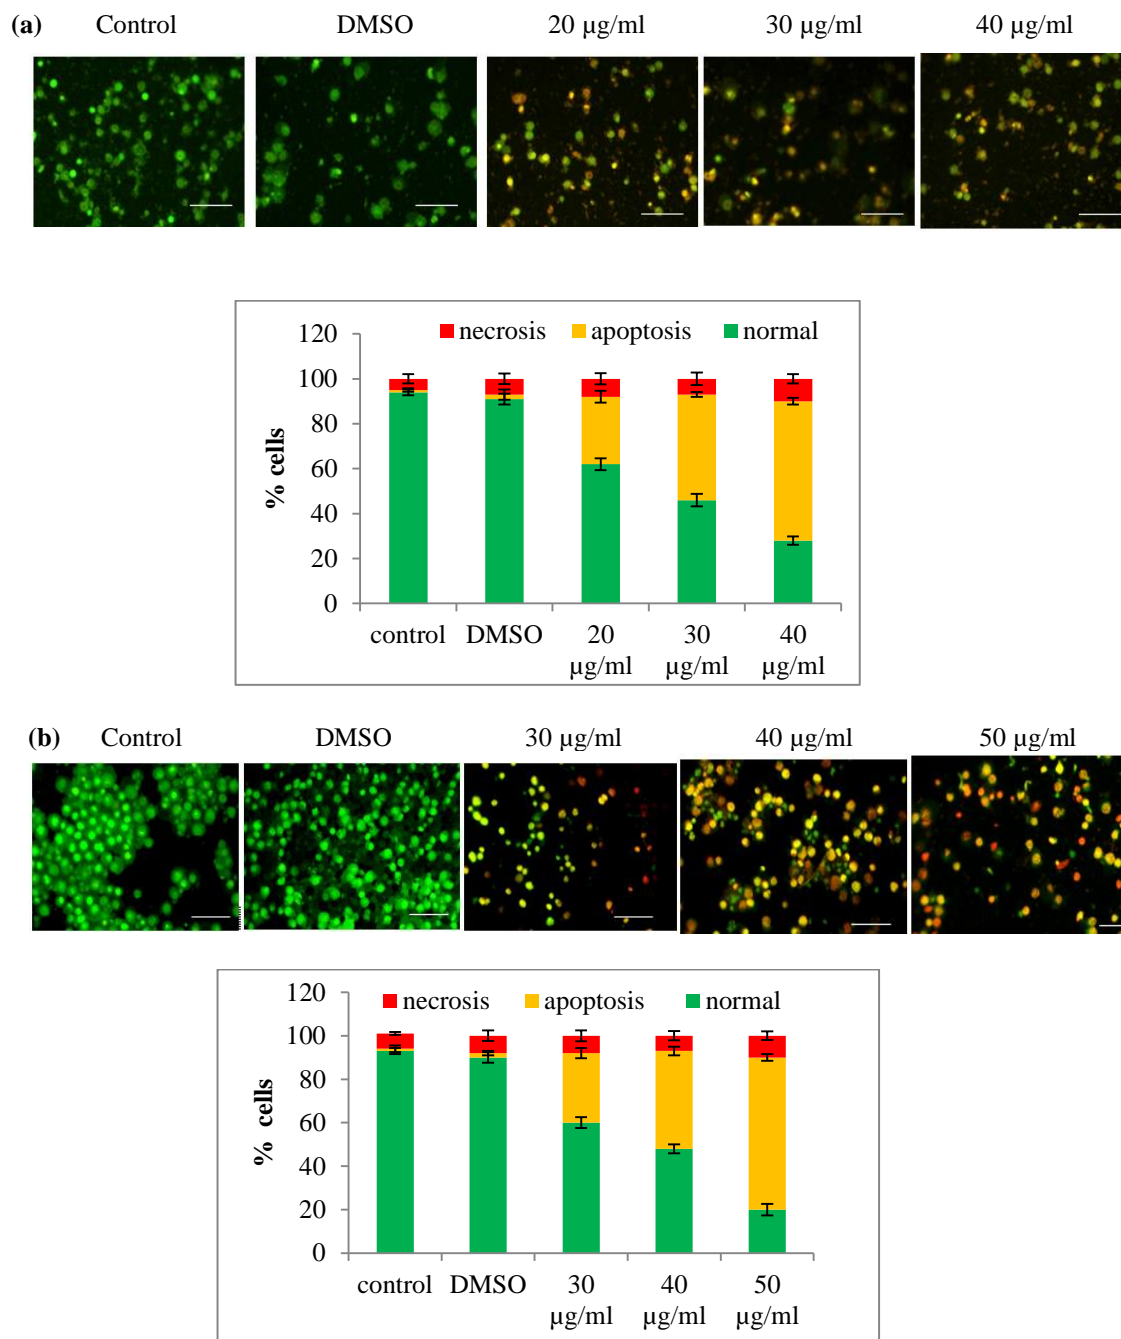 (a) Control DMSO 20 µg/ml 30 µg/ml 40 µg/ml
necrosis apoptosis normal
120
100
80
60
40
20
0
% cells
control DMSO 20 30 40
µg/ml µg/ml µg/ml
(b) Control DMSO 30 µg/ml 40 µg/ml 50 µg/ml
necrosis apoptosis normal
120
100
80
60
40
20
0
% cells
control DMSO 30 40 50
µg/ml µg/ml µg/ml